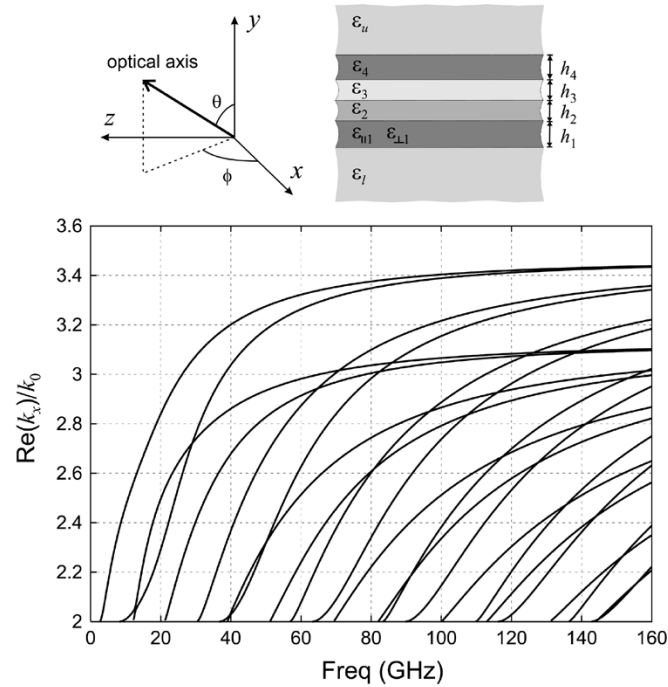 y
optical axis
θ
z
ϕ
x
ε_u
ε_4
h_4
ε_3
h_3
ε_2
h_2
ε_∥1 ε_⊥1
h_1
ε_l
3.6
3.4
3.2
3
2.8
2.6
2.4
2.2
2
Re(k_x)/k_0
0 20 40 60 80 100 120 140 160
Freq (GHz)